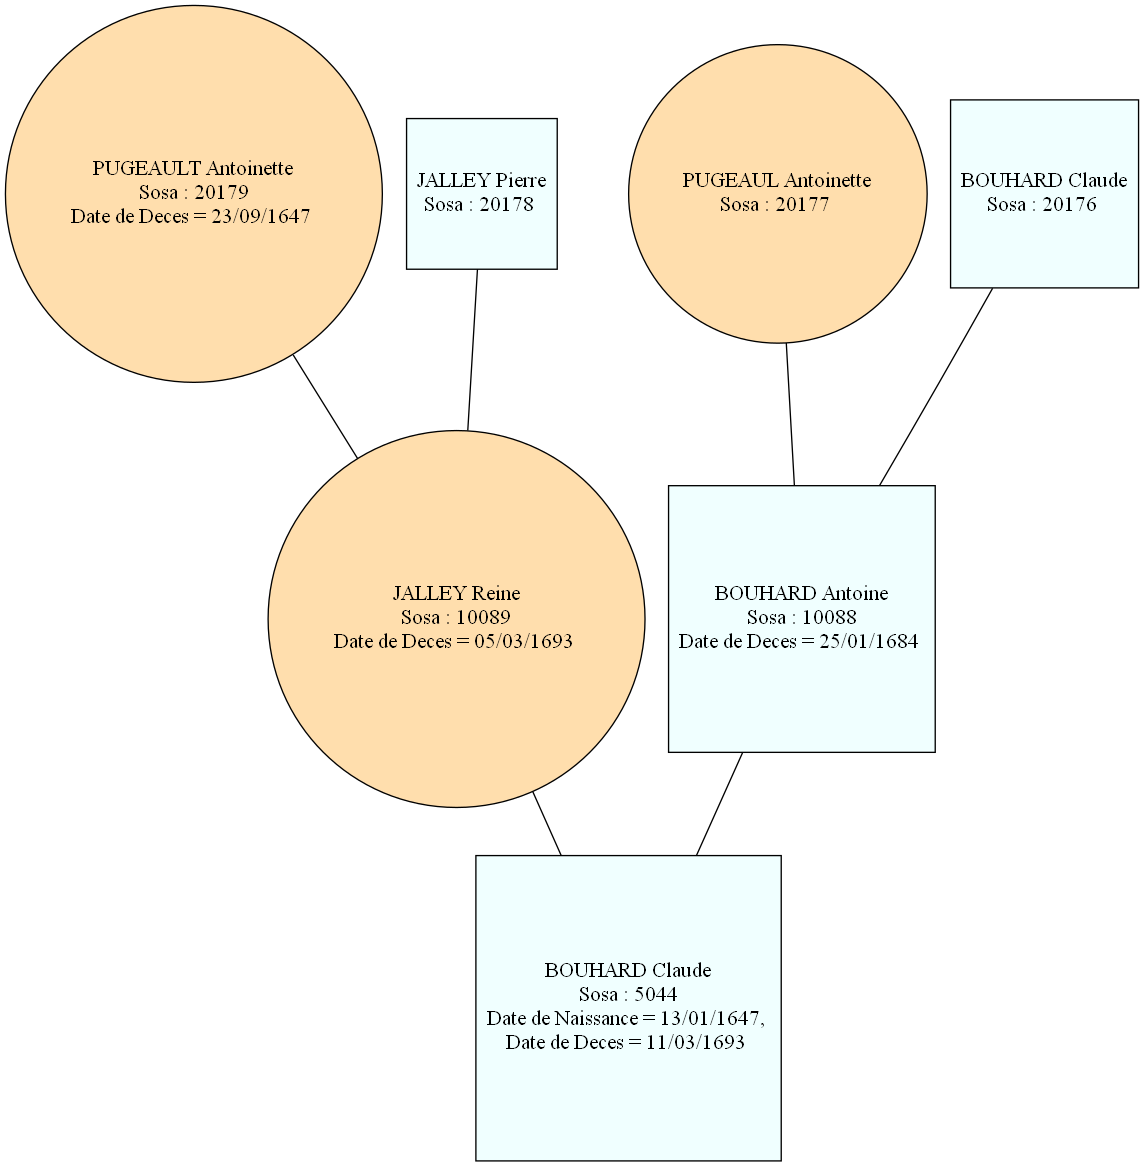 PUGEAULT Antoinette
Sosa : 20179
Date de Deces = 23/09/1647
JALLEY Pierre
Sosa : 20178
PUGEAUL Antoinette
Sosa : 20177
BOUHARD Claude
Sosa : 20176
JALLEY Reine
Sosa : 10089
Date de Deces = 05/03/1693
BOUHARD Antoine
Sosa : 10088
Date de Deces = 25/01/1684
BOUHARD Claude
Sosa : 5044
Date de Naissance = 13/01/1647,
Date de Deces = 11/03/1693